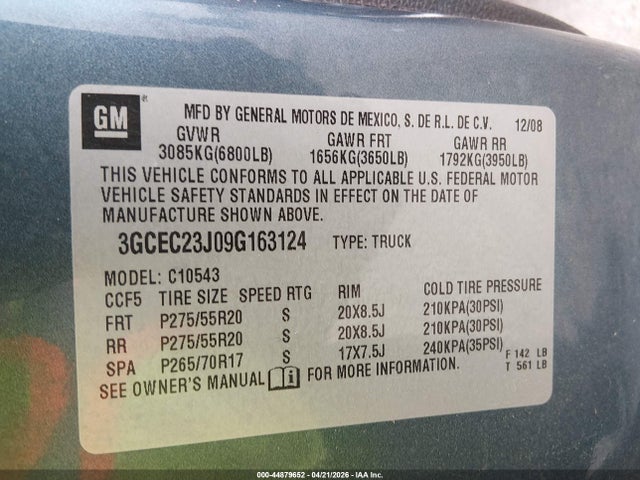 GM ® MFD BY GENERAL MOTORS DE MEXICO, S. DE R.L. DE C.V. 12/08
GVWR GAWR FRT GAWR RR
3085KG(6800LB) 1656KG(3650LB) 1792KG(3950LB)
THIS VEHICLE CONFORMS TO ALL APPLICABLE U.S. FEDERAL MOTOR
VEHICLE SAFETY STANDARDS IN EFFECT ON THE DATE OF
MANUFACTURE SHOWN ABOVE.
3GCEC23J09G163124 TYPE: TRUCK
MODEL: C10543
CCF5 TIRE SIZE SPEED RTG RIM COLD TIRE PRESSURE
FRT P275/55R20 S 20X8.5J 210KPA(30PSI)
RR P275/55R20 S 20X8.5J 210KPA(30PSI)
SPA P265/70R17 S 17X7.5J 240KPA(35PSI) F 142 LB
T 561 LB
SEE OWNER'S MANUAL i FOR MORE INFORMATION.
000-44879652 - 04/21/2026 - IAA Inc.